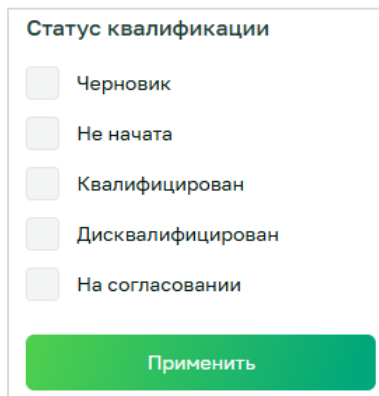 Статус квалификации
Черновик
Не начата
Квалифицирован
Дисквалифицирован
На согласовании
Применить